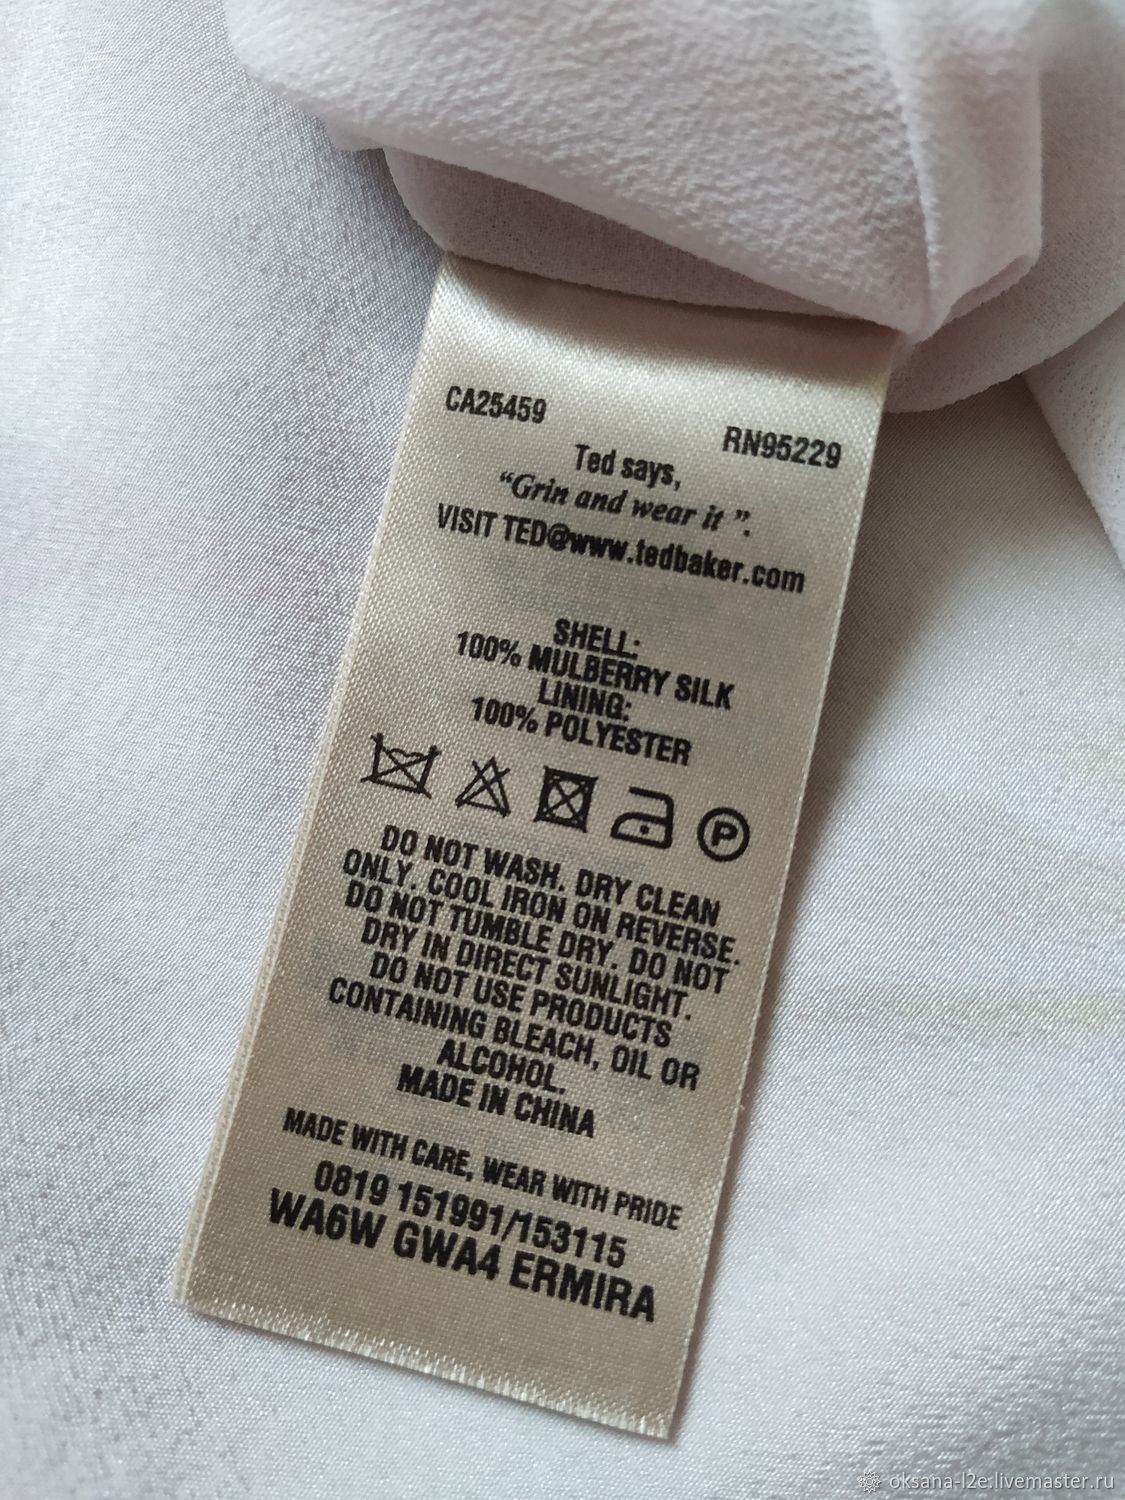 CA25459
RN95229
Ted says,
“Grin and wear it ”.
VISIT TED@www.tedbaker.com
SHELL:
100% MULBERRY SILK
LINING:
100% POLYESTER
P
DO NOT WASH. DRY CLEAN
ONLY. COOL IRON ON REVERSE.
DO NOT TUMBLE DRY. DO NOT
DRY IN DIRECT SUNLIGHT.
DO NOT USE PRODUCTS
CONTAINING BLEACH, OIL OR
ALCOHOL.
MADE IN CHINA
MADE WITH CARE, WEAR WITH PRIDE
0819 151991/153115
WA6W GWA4 ERMIRA
oksana-l2e.livemaster.ru